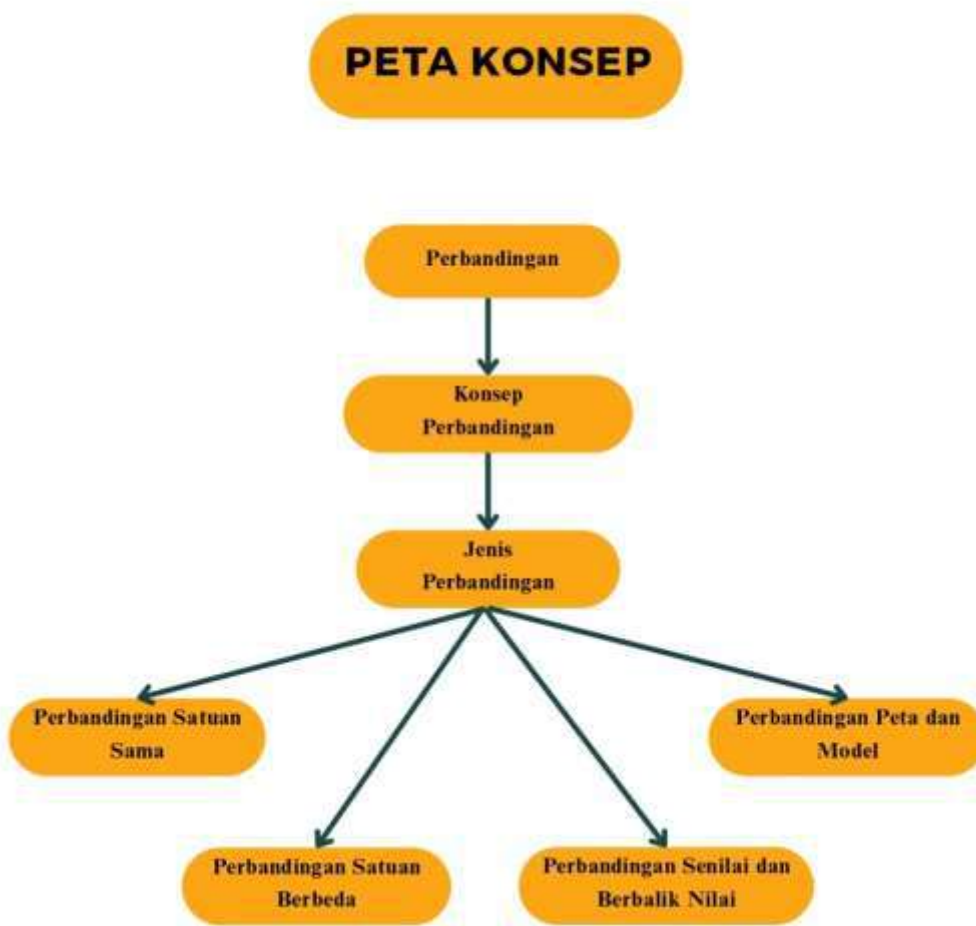 PETA KONSEP
Perbandingan
Konsep
Perbandingan
Jenis
Perbandingan
Perbandingan Satuan
Sama
Perbandingan Peta dan
Model
Perbandingan Satuan
Berbeda
Perbandingan Senilai dan
Berbalik Nilai